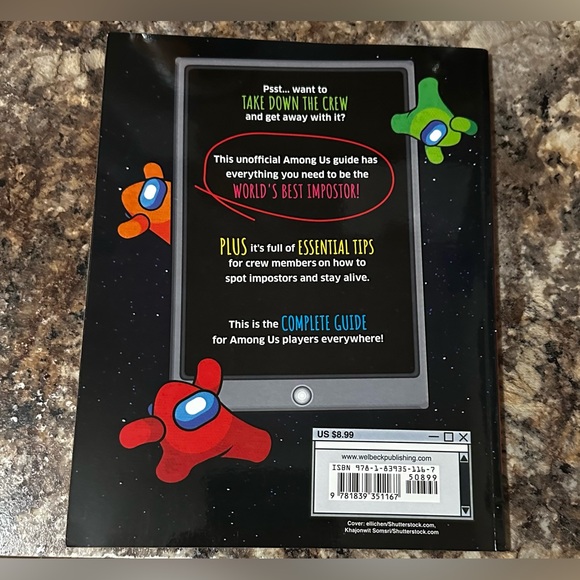 Psst... want to
TAKE DOWN THE CREW
and get away with it?
This unofficial Among Us guide has
everything you need to be the
WORLD'S BEST IMPOSTOR!
PLUS it's full of ESSENTIAL TIPS
for crew members on how to
spot impostors and stay alive.
This is the COMPLETE GUIDE
for Among Us players everywhere!
US $8.99
www.welbeckpublishing.com
ISBN 978-1-83935-116-7
50899
9 781839 351167
Cover: ellichen/Shutterstock.com,
Khajonwit Somsri/Shutterstock.com